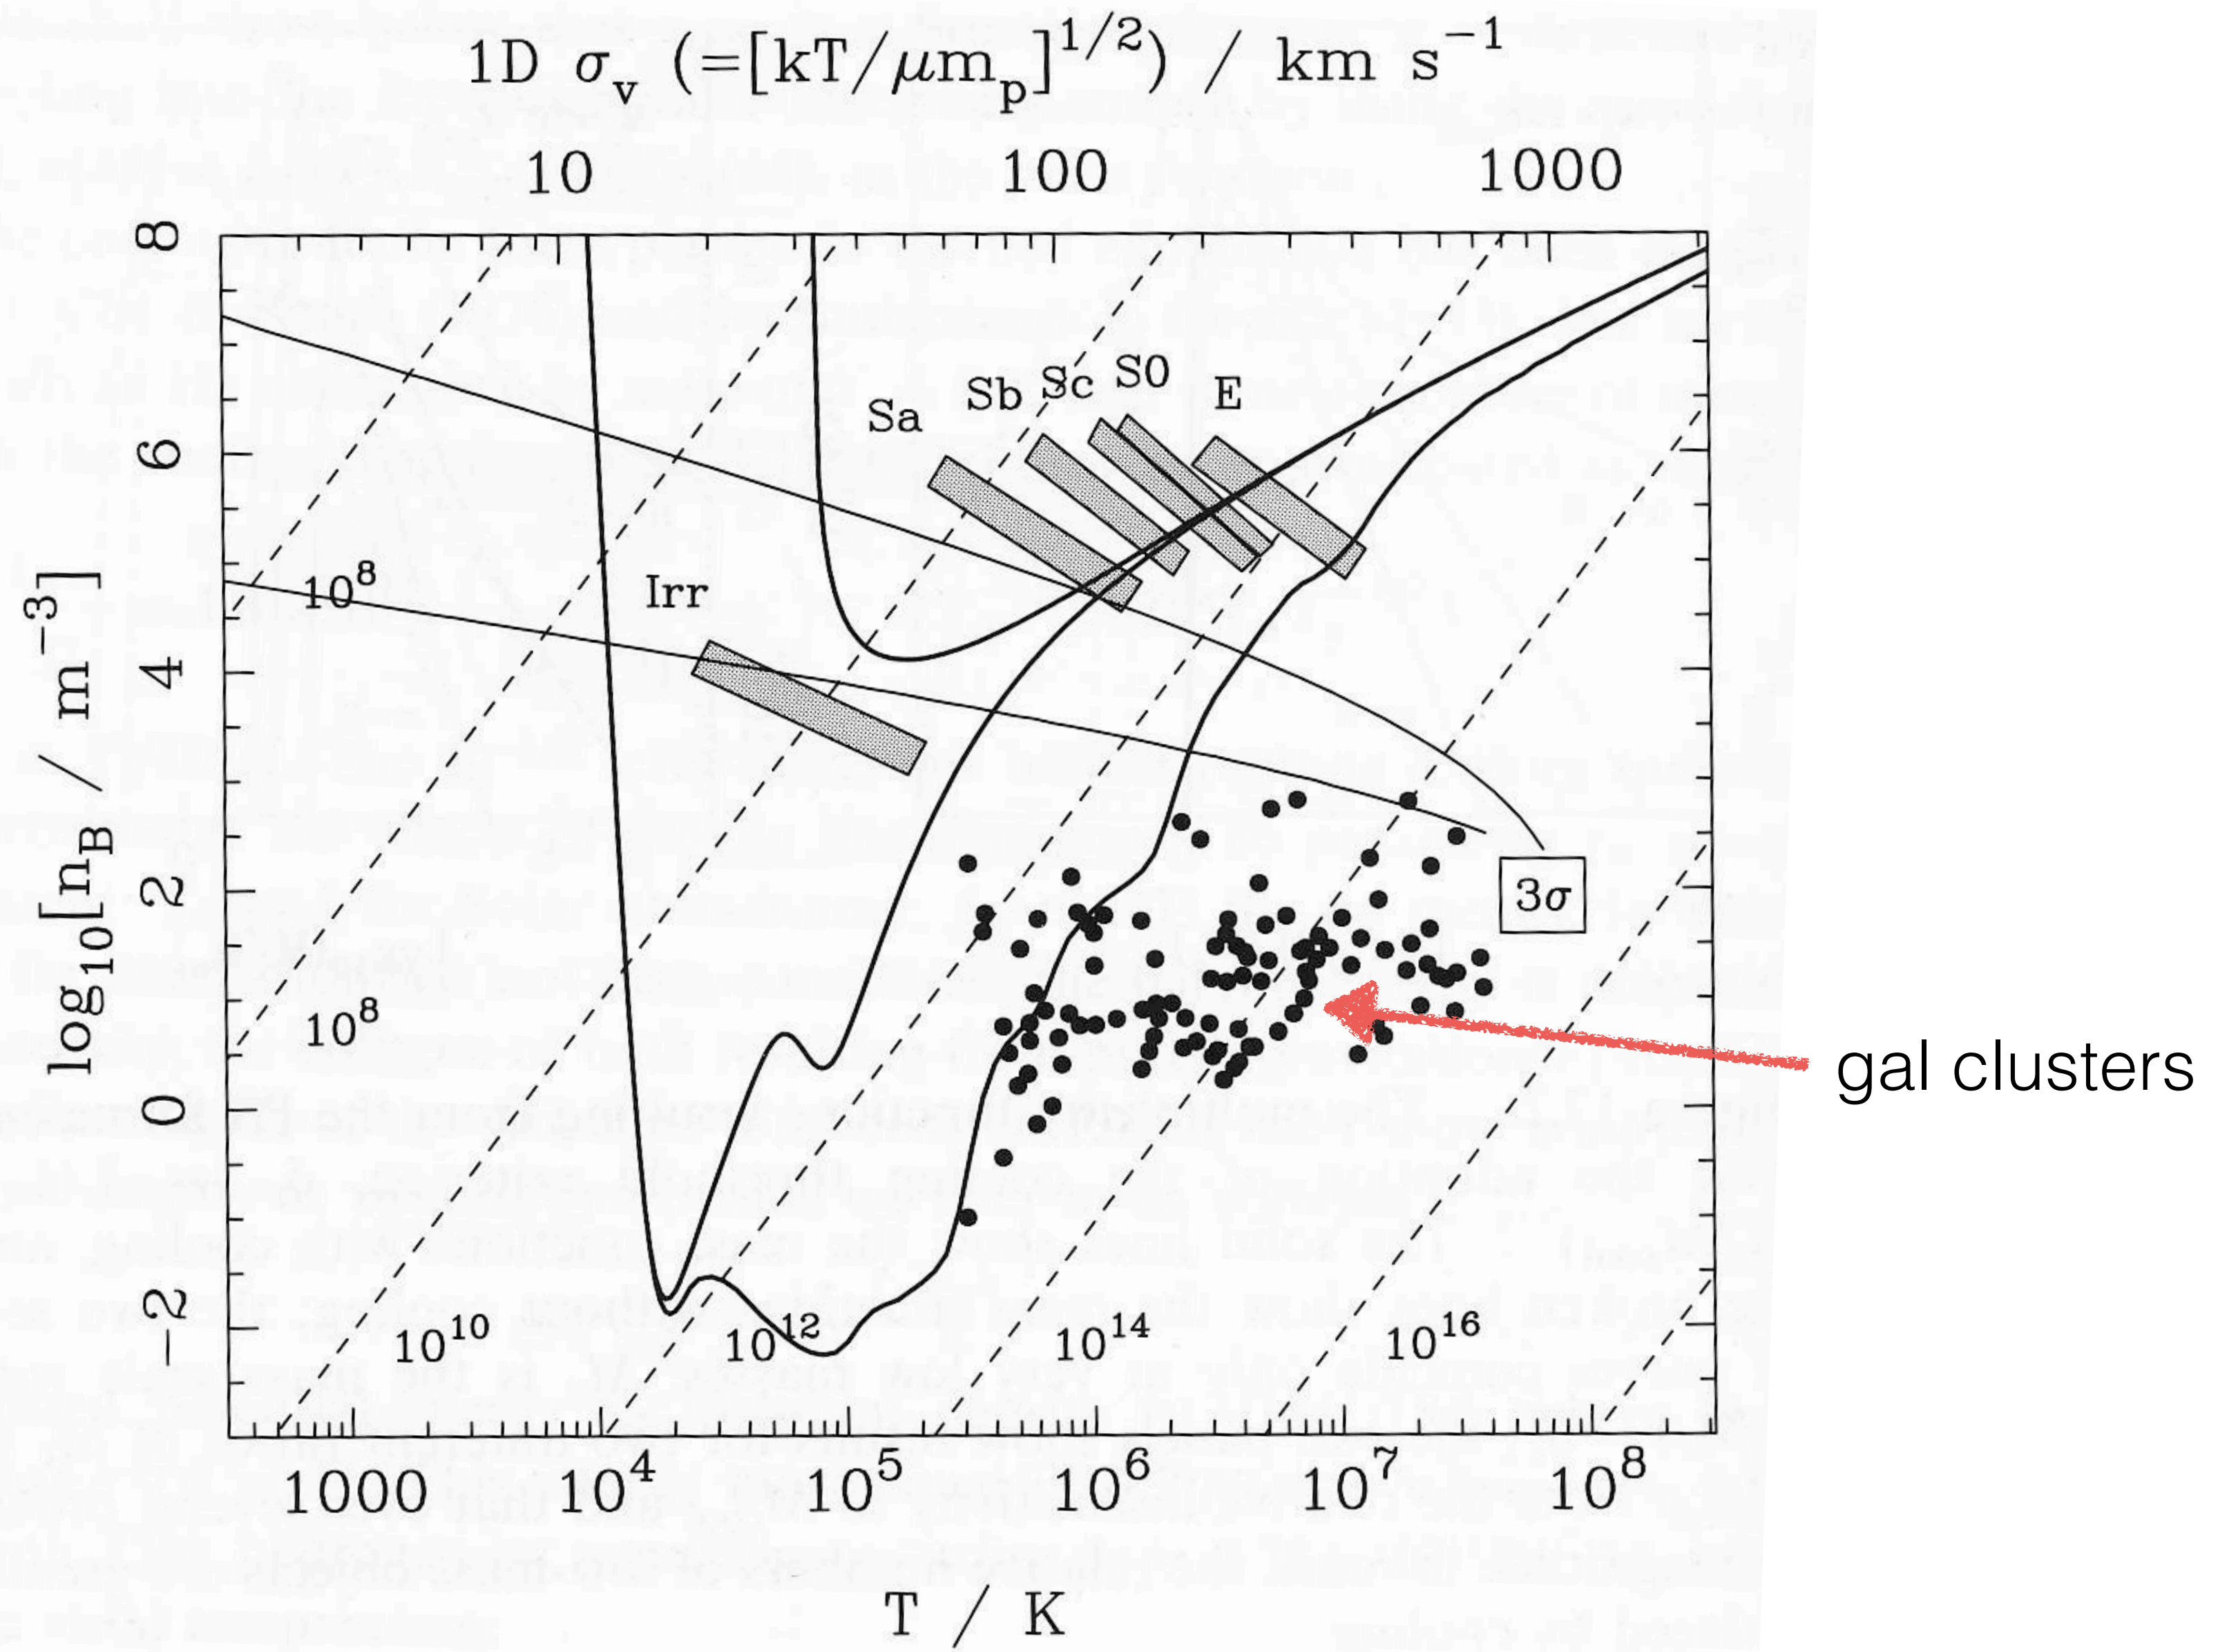 1D σv (=[kT/μmp]^1/2) / km s^−1
10 100 1000
log10[nB / m^−3]
8
6
4
2
0
−2
Sa Sb Sc S0 E
Irr
10^8
10^8
3σ
gal clusters
10^10 10^12 10^14 10^16
1000 10^4 10^5 10^6 10^7 10^8
T / K